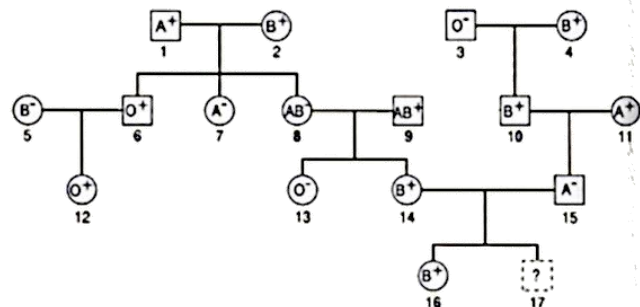 A+ B+ O- B+
1 2 3 4
B- O+ A- AB- AB+ B+ A+
5 6 7 8 9 10 11
O+ O- B+ A-
12 13 14 15
B+ ?
16 17